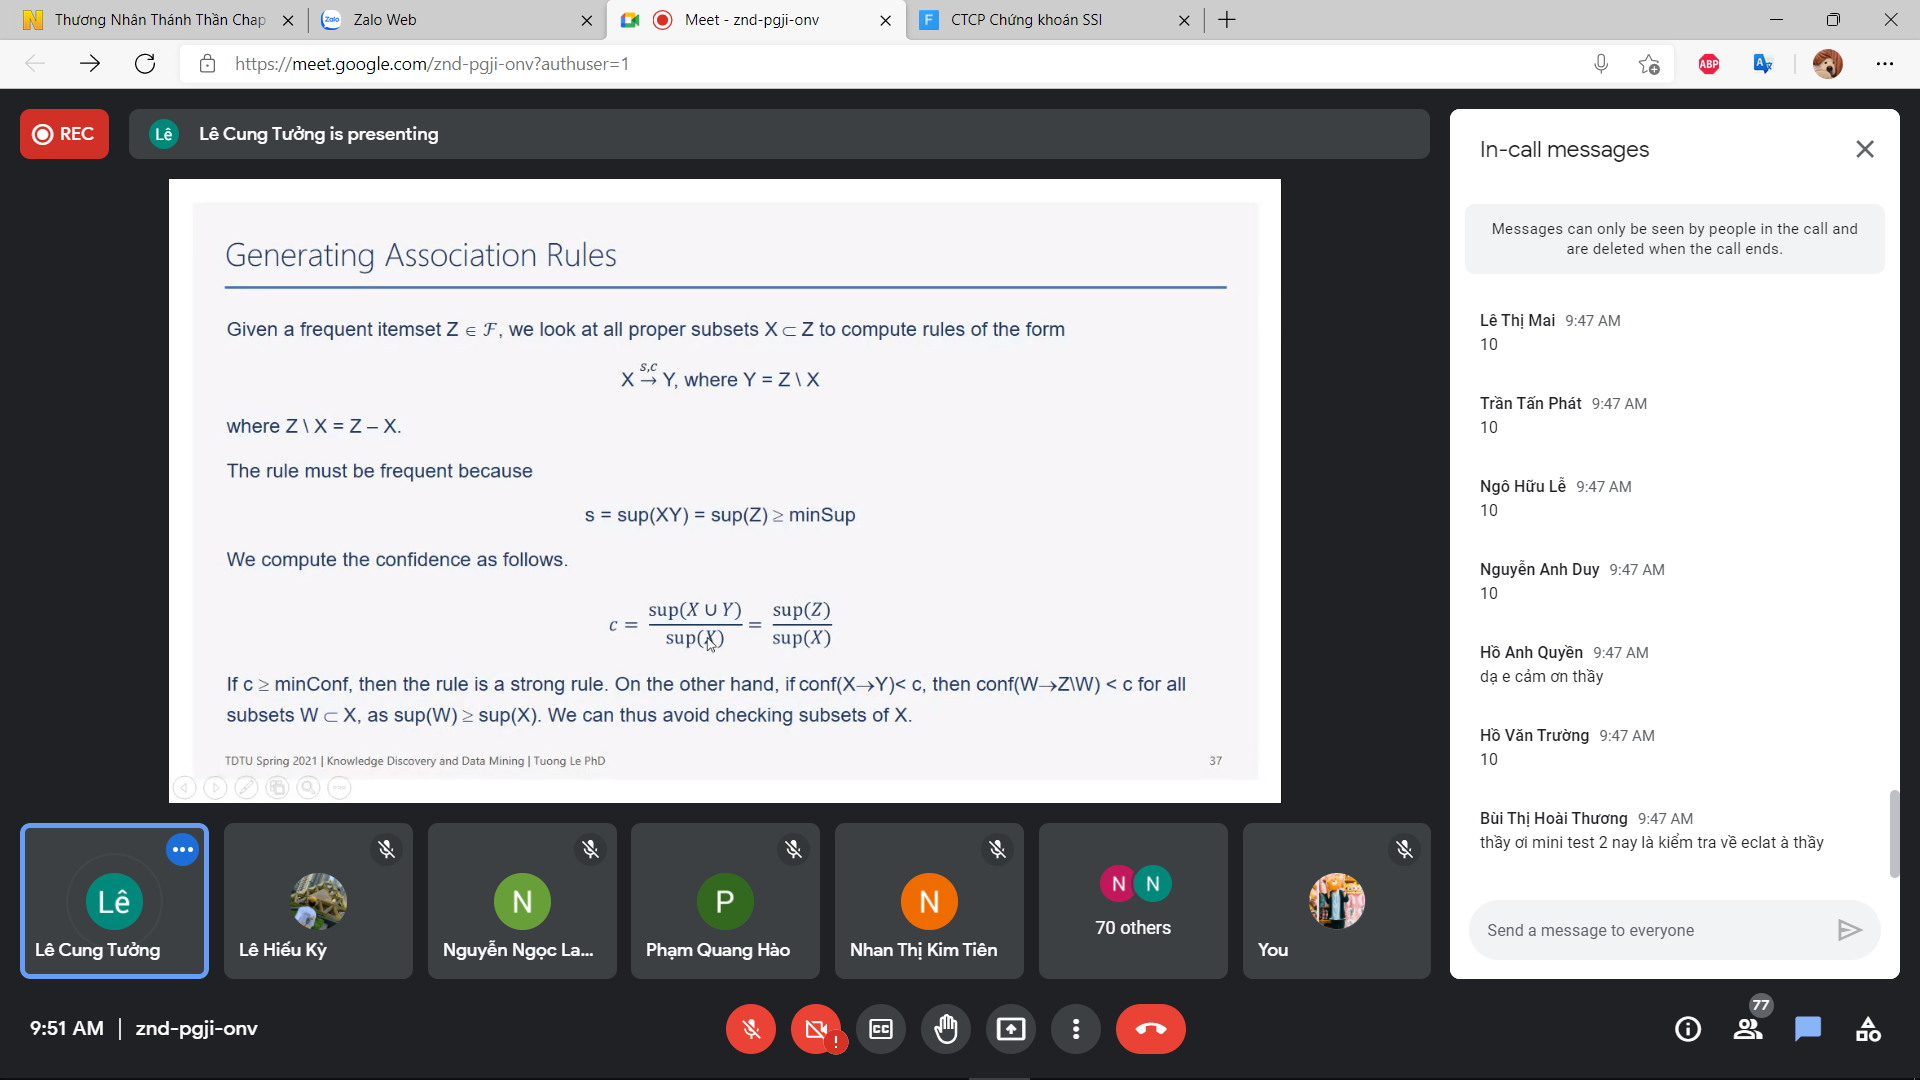 Thương Nhân Thánh Thần Chap
Zalo Web
Meet - znd-pgji-onv
CTCP Chứng khoán SSI
https://meet.google.com/znd-pgji-onv?authuser=1
ABP
REC
Lê
Lê Cung Tưởng is presenting
Generating Association Rules
Given a frequent itemset Z ∈ ℱ, we look at all proper subsets X ⊂ Z to compute rules of the form
X →(s,c) Y, where Y = Z \ X
where Z \ X = Z – X.
The rule must be frequent because
s = sup(XY) = sup(Z) ≥ minSup
We compute the confidence as follows.
c = sup(X ∪ Y) / sup(X) = sup(Z) / sup(X)
If c ≥ minConf, then the rule is a strong rule. On the other hand, if conf(X→Y)< c, then conf(W→Z\W) < c for all
subsets W ⊂ X, as sup(W) ≥ sup(X). We can thus avoid checking subsets of X.
TDTU Spring 2021 | Knowledge Discovery and Data Mining | Tuong Le PhD
37
In-call messages
Messages can only be seen by people in the call and
are deleted when the call ends.
Lê Thị Mai 9:47 AM
10
Trần Tấn Phát 9:47 AM
10
Ngô Hữu Lễ 9:47 AM
10
Nguyễn Anh Duy 9:47 AM
10
Hồ Anh Quyền 9:47 AM
dạ e cảm ơn thầy
Hồ Văn Trường 9:47 AM
10
Bùi Thị Hoài Thương 9:47 AM
thầy ơi mini test 2 nay là kiểm tra về eclat à thầy
Send a message to everyone
Lê
Lê Cung Tưởng
Lê Hiếu Kỳ
N
Nguyễn Ngọc La...
P
Phạm Quang Hào
N
Nhan Thị Kim Tiên
N N
70 others
You
9:51 AM | znd-pgji-onv
77